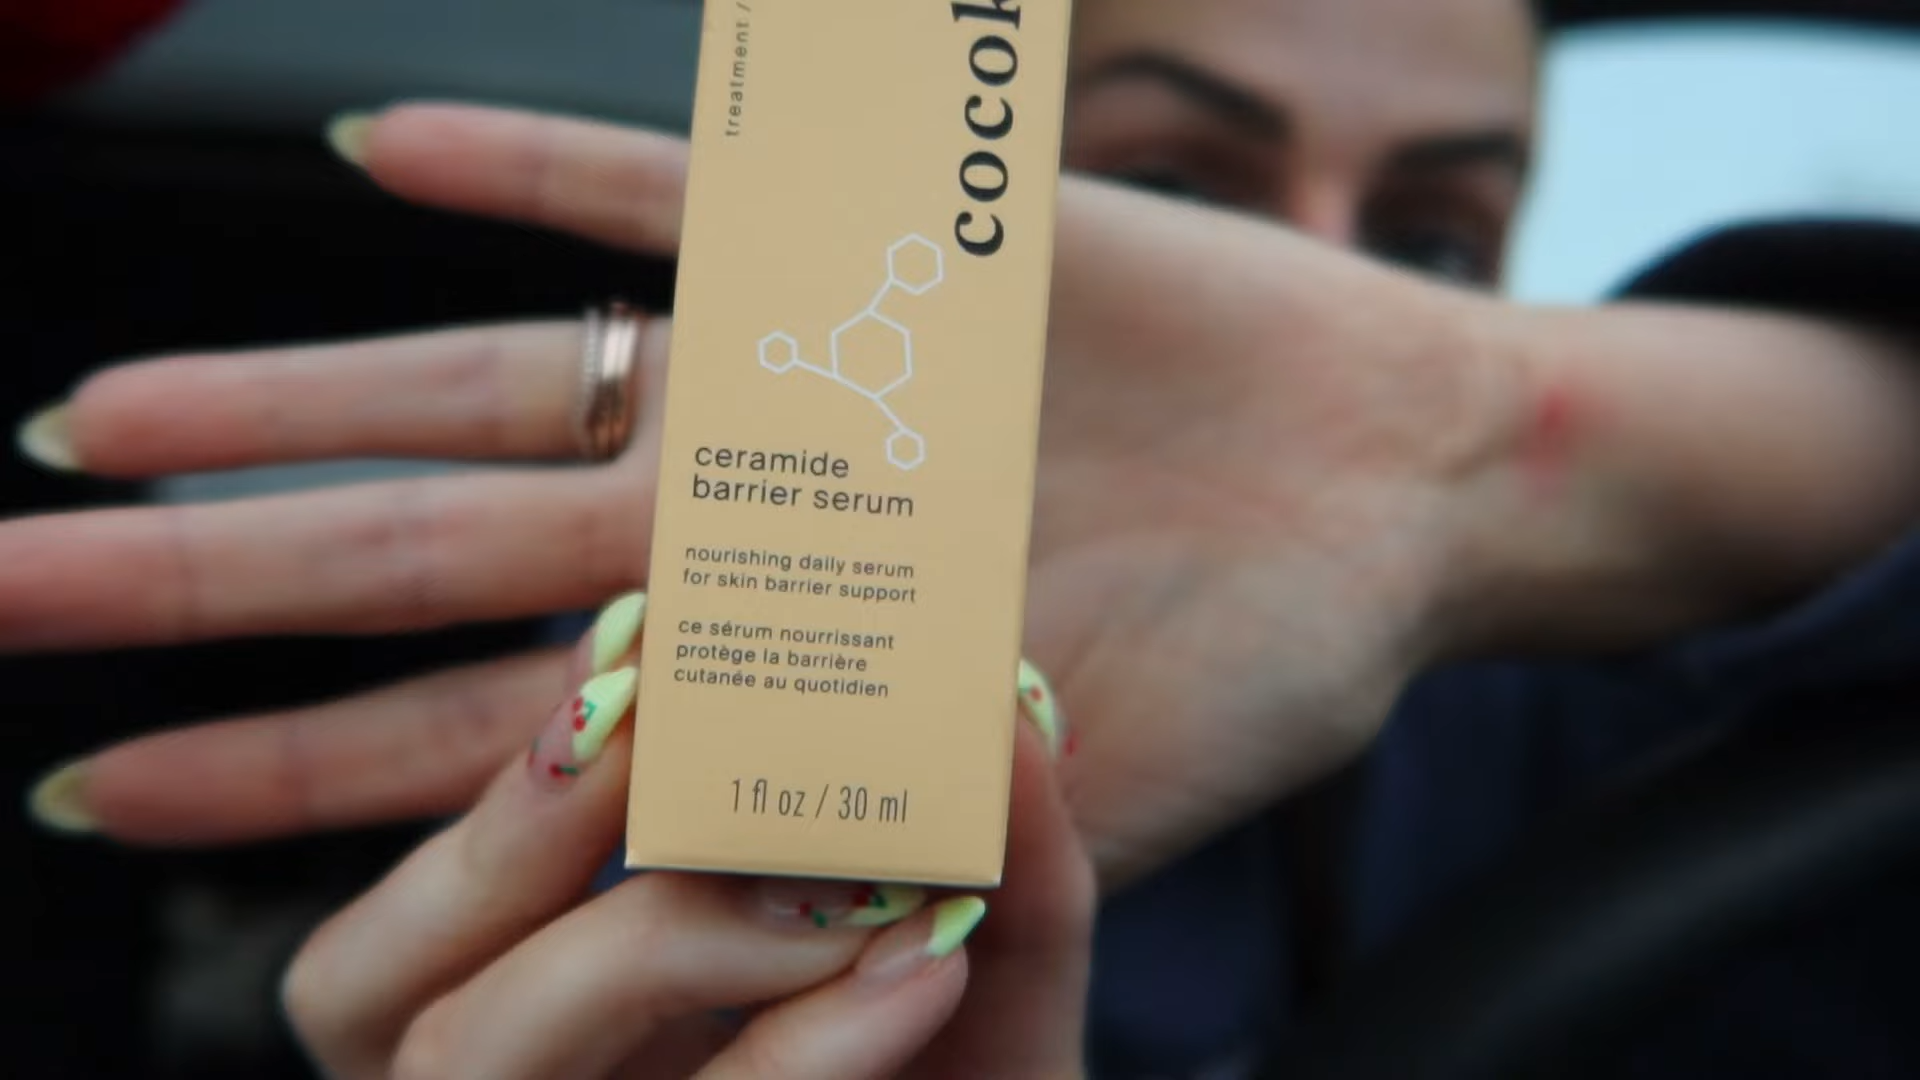 treatment /
cocok
ceramide
barrier serum
nourishing daily serum
for skin barrier support
ce sérum nourrissant
protège la barrière
cutanée au quotidien
1 fl oz / 30 ml